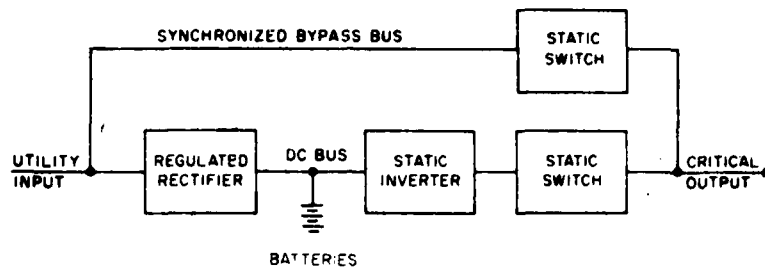 SYNCHRONIZED BYPASS BUS
STATIC
SWITCH
UTILITY
INPUT
REGULATED
RECTIFIER
DC BUS
STATIC
INVERTER
STATIC
SWITCH
CRITICAL
OUTPUT
BATTERIES